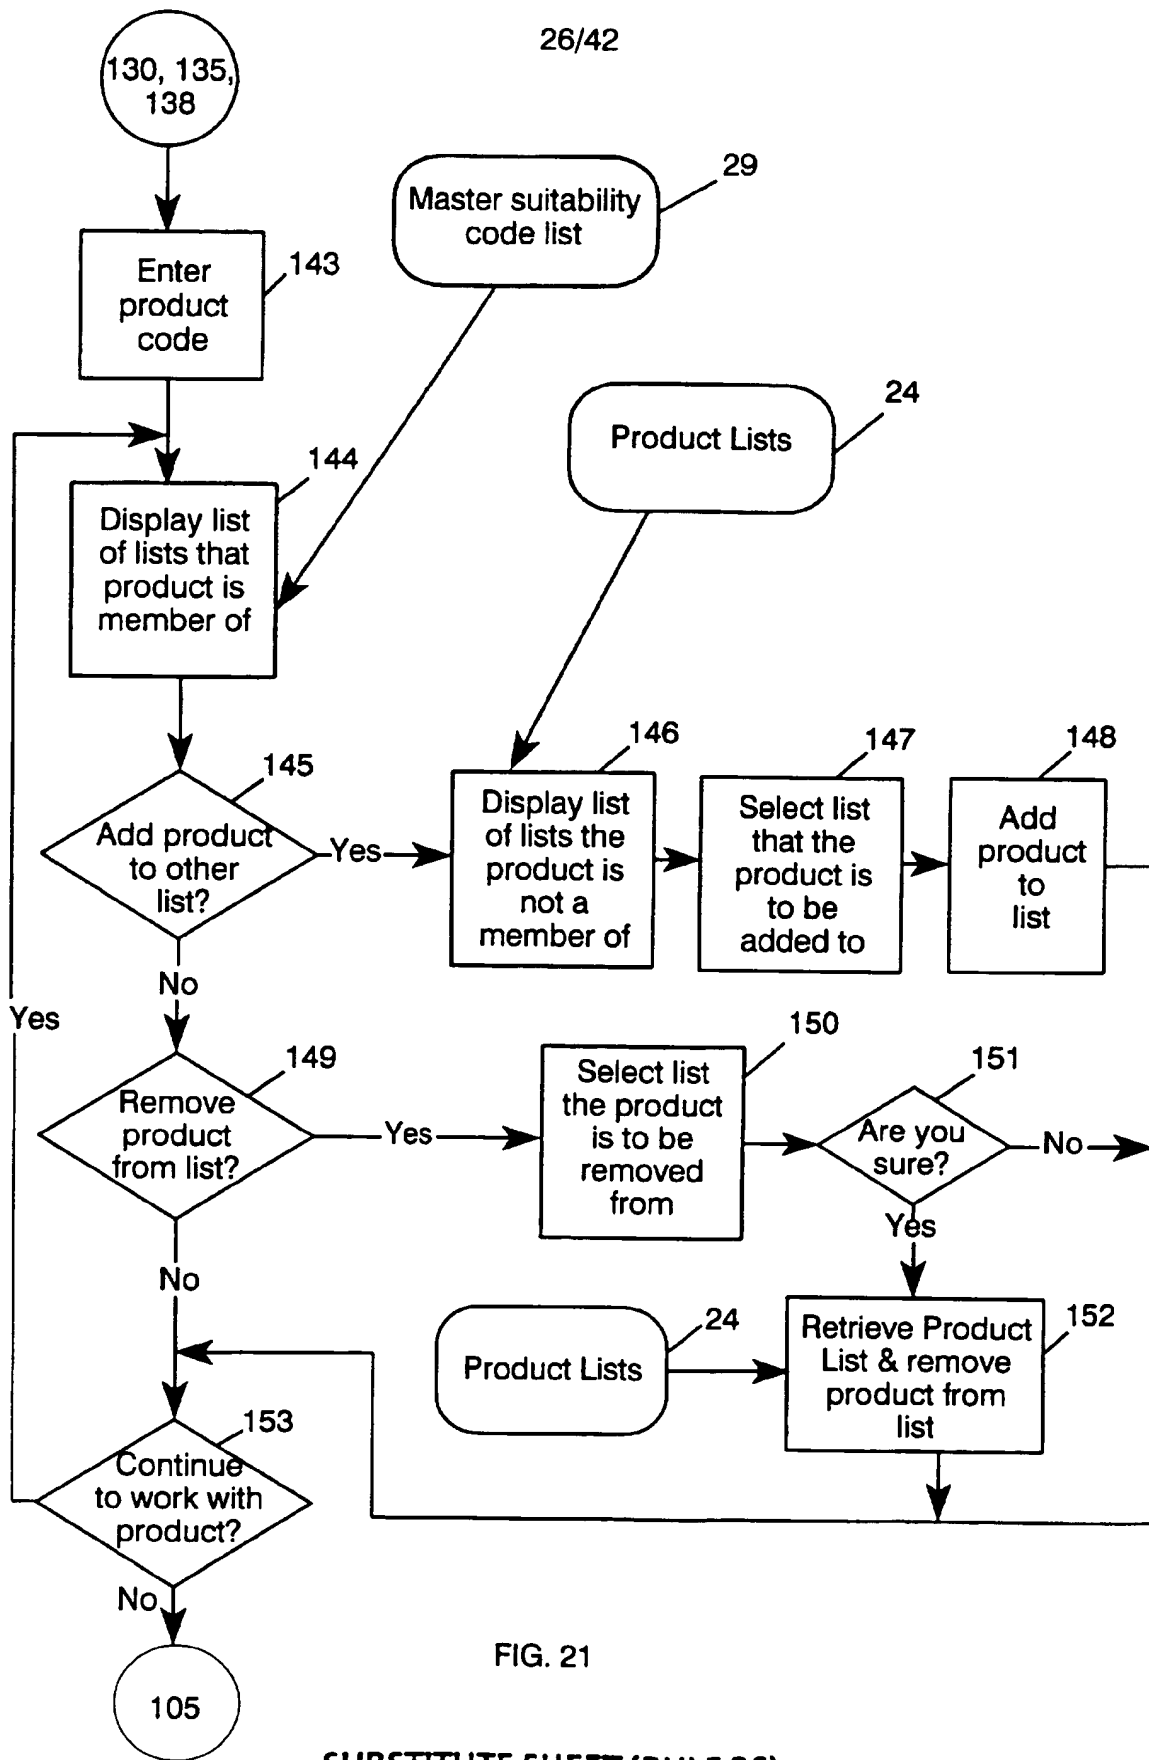 26/42
130, 135,
138
Master suitability
code list
29
Enter
product
code
143
Product Lists
24
144
Display list
of lists that
product is
member of
145
Add product
to other
list?
Yes
146
Display list
of lists the
product is
not a
member of
147
Select list
that the
product is
to be
added to
148
Add
product
to
list
No
Yes
149
Remove
product
from list?
Yes
150
Select list
the product
is to be
removed
from
151
Are you
sure?
No
Yes
No
Product Lists
24
152
Retrieve Product
List & remove
product from
list
153
Continue
to work with
product?
No
105
FIG. 21
SUBSTITUTE SHEET (RULE 26)